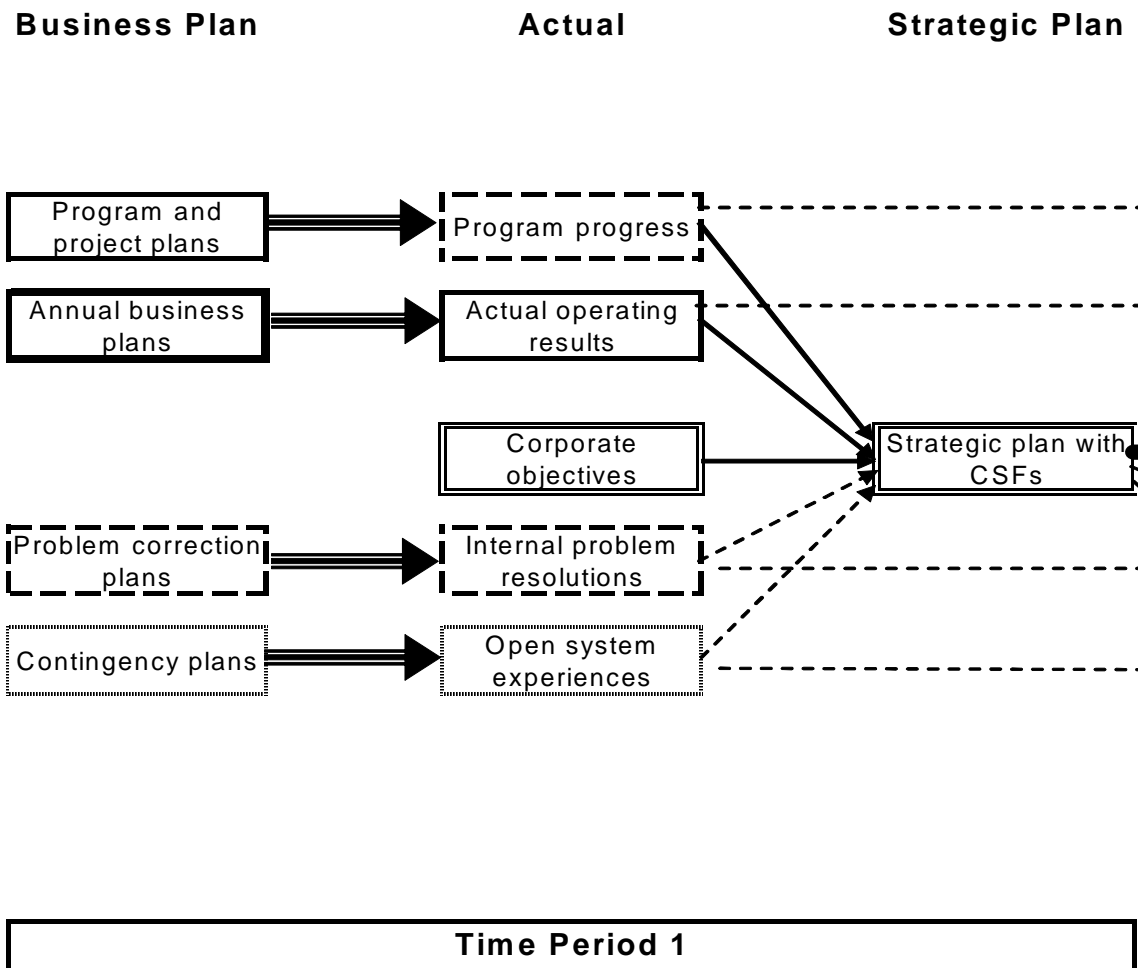 Business Plan
Actual
Strategic Plan
Program and
project plans
Program progress
Annual business
plans
Actual operating
results
Corporate
objectives
Strategic plan with
CSFs
Problem correction
plans
Internal problem
resolutions
Contingency plans
Open system
experiences
Time Period 1